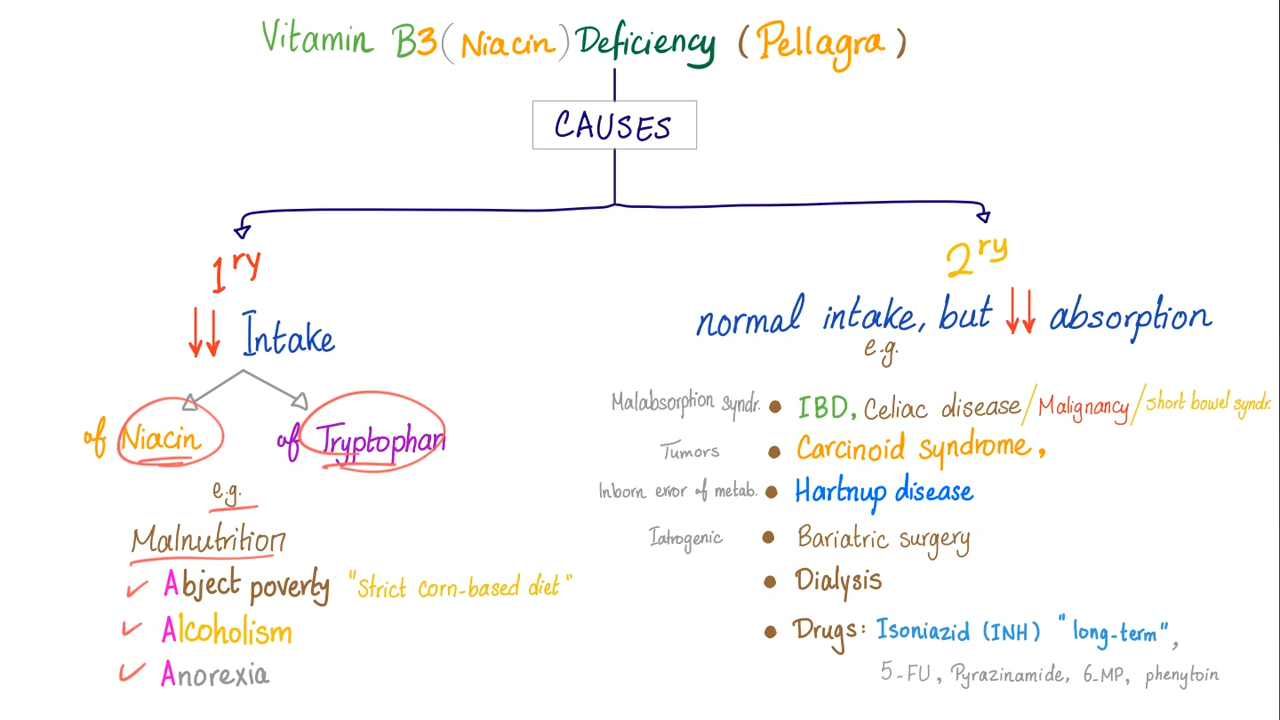 Vitamin B3 (Niacin) Deficiency (Pellagra)
CAUSES
1ry
↓↓ Intake
of Niacin
of Tryptophan
e.g.
Malnutrition
✓ Abject poverty "Strict corn-based diet"
✓ Alcoholism
✓ Anorexia
2ry
normal intake, but ↓↓ absorption
e.g.
Malabsorption syndr. • IBD, Celiac disease/Malignancy/short bowel syndr.
Tumors • Carcinoid syndrome,
Inborn error of metab. • Hartnup disease
Iatrogenic • Bariatric surgery
• Dialysis
• Drugs: Isoniazid (INH) "long-term",
5-FU, Pyrazinamide, 6-MP, phenytoin